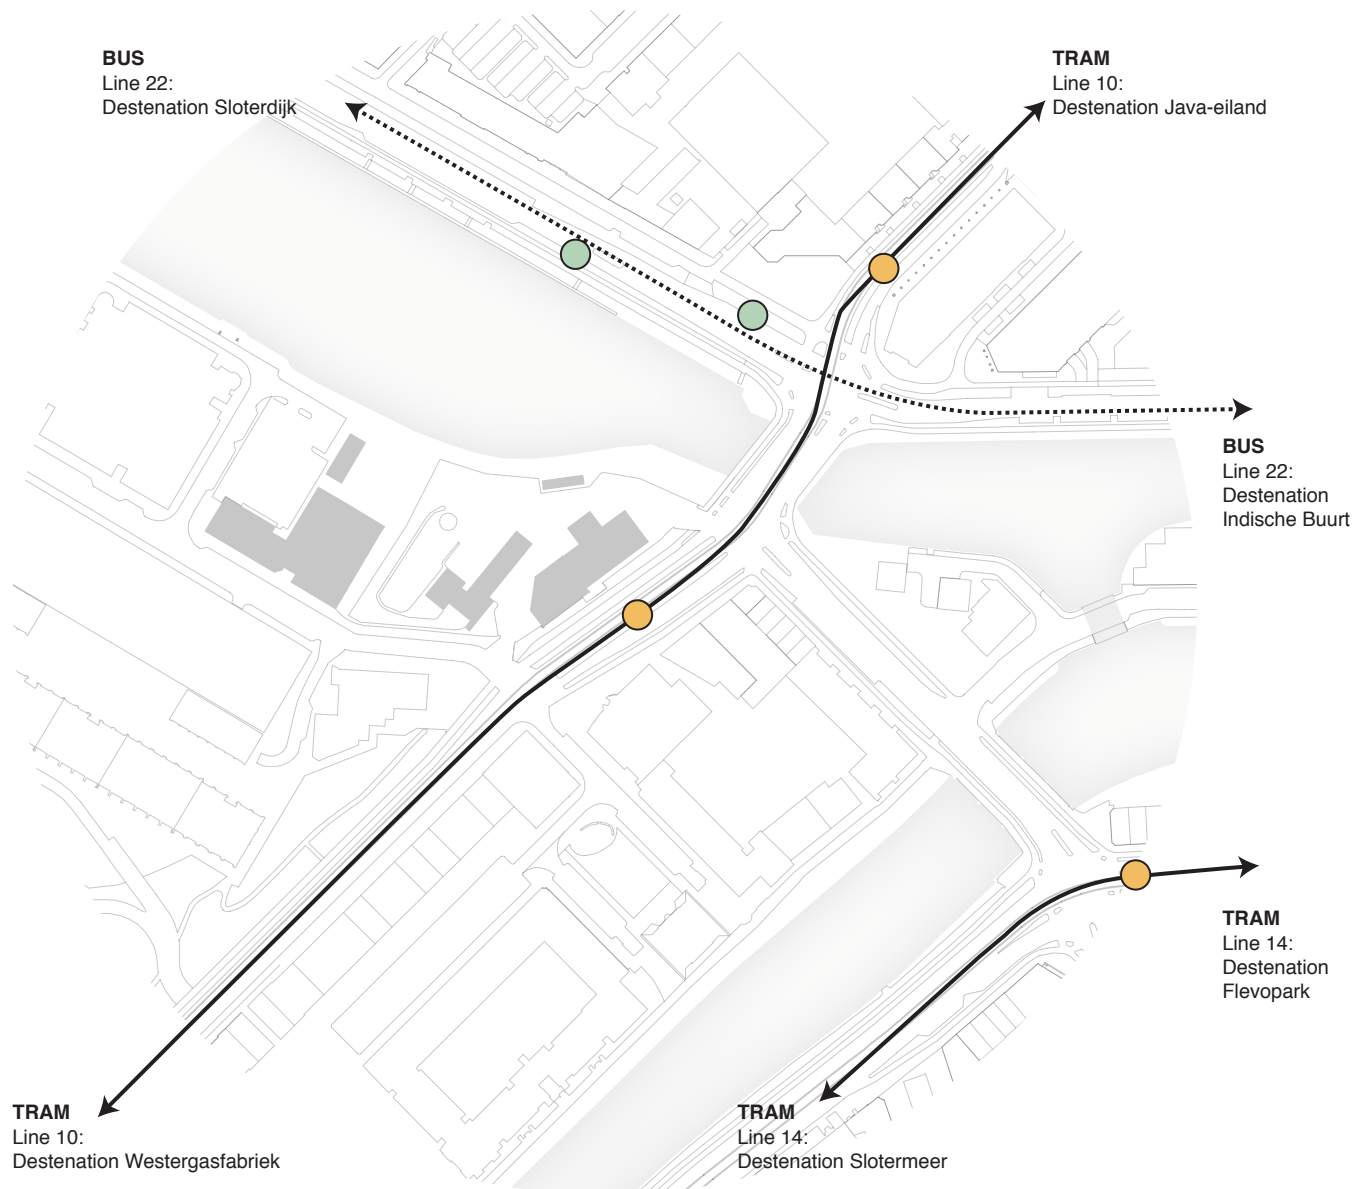 BUS
Line 22:
Destenation Sloterdijk
TRAM
Line 10:
Destenation Java-eiland
BUS
Line 22:
Destenation
Indische Buurt
TRAM
Line 14:
Destenation
Flevopark
TRAM
Line 10:
Destenation Westergasfabriek
TRAM
Line 14:
Destenation Slotermeer